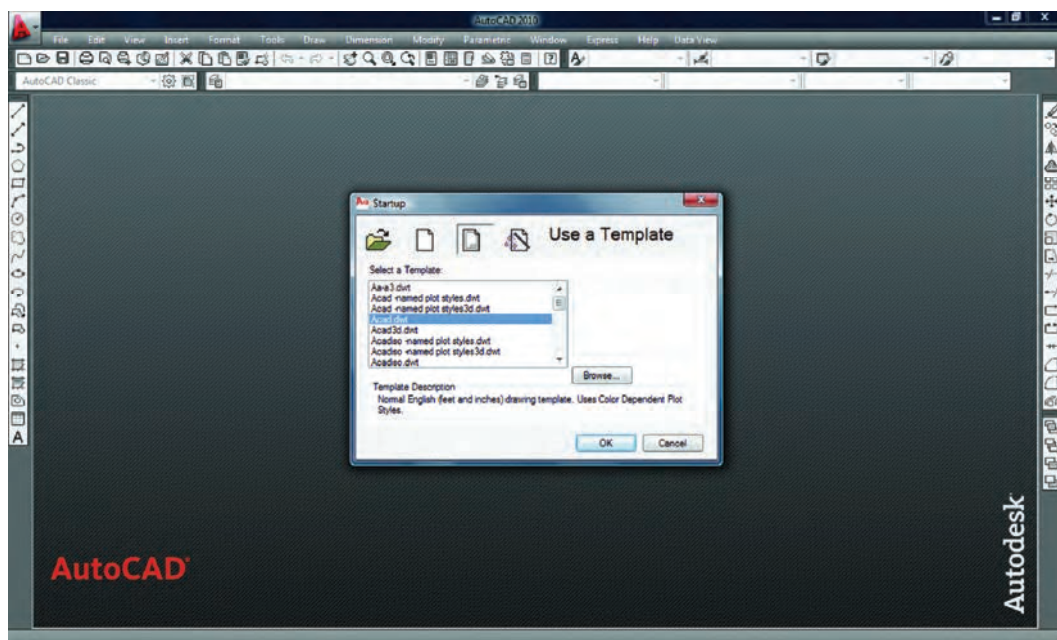 AutoCAD 2010
File Edit View Insert Format Tools Draw Dimension Modify Parametric Window Express Help Data View
AutoCAD Classic
Startup
Use a Template
Select a Template:
Aa-a3.dwt
Acad -named plot styles.dwt
Acad -named plot styles3d.dwt
Acad.dwt
Acad3d.dwt
Acadiso -named plot styles.dwt
Acadiso -named plot styles3d.dwt
Acadiso.dwt
Browse...
Template Description
Normal English (feet and inches) drawing template. Uses Color Dependent Plot
Styles.
OK Cancel
A
AutoCAD
Autodesk